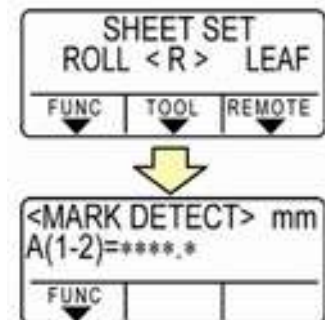 SHEET SET
ROLL < R > LEAF
FUNC TOOL REMOTE
<MARK DETECT> mm
A(1-2)=****.*
FUNC